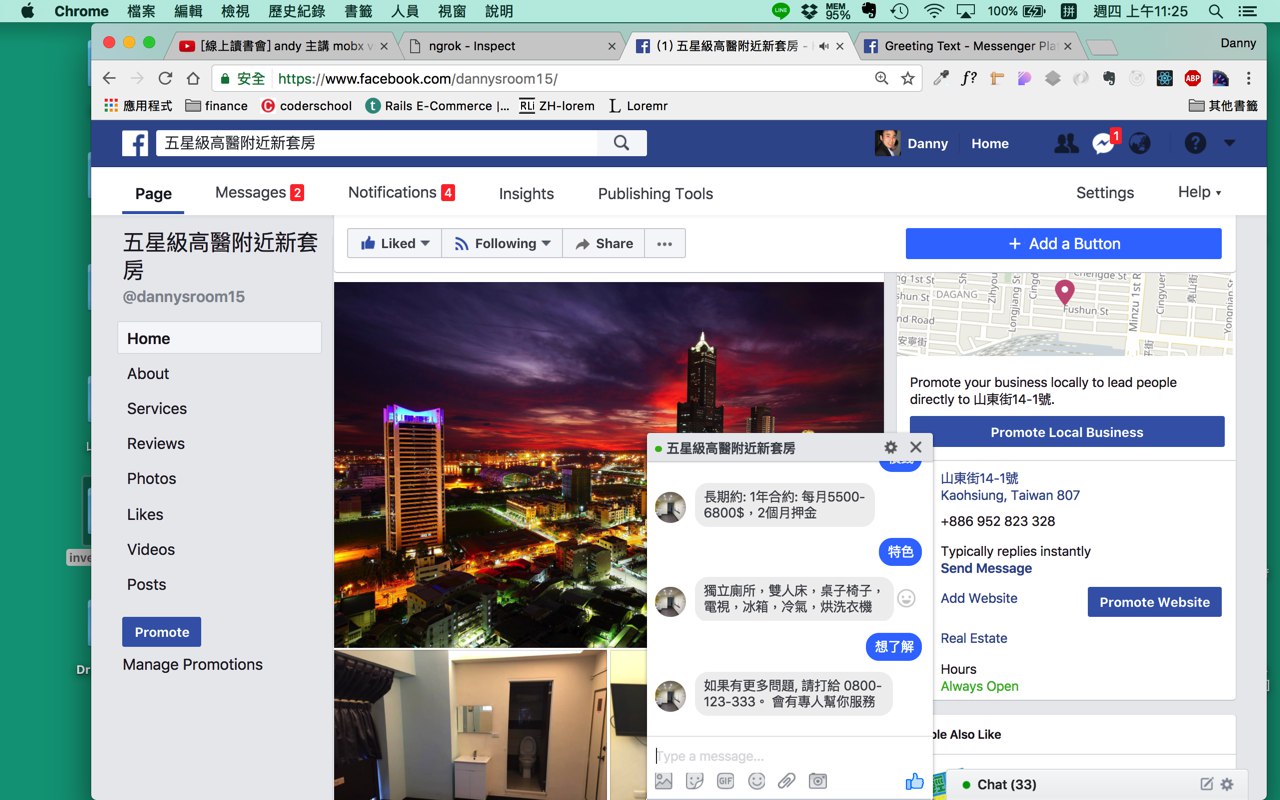 Chrome 檔案 編輯 檢視 歷史紀錄 書籤 人員 視窗 說明 LINE MEM 95% 100% 拼 週四 上午11:25
[線上讀書會] andy 主講 mobx
ngrok - Inspect
(1) 五星級高醫附近新套房 -
Greeting Text - Messenger Pla
Danny
安全 https://www.facebook.com/dannysroom15/
f?
ABP
應用程式 finance coderschool Rails E-Commerce |... RLI ZH-lorem Loremr 其他書籤
五星級高醫附近新套房
Danny Home 1
Page Messages 2 Notifications 4 Insights Publishing Tools Settings Help
五星級高醫附近新套
房
@dannysroom15
Home
About
Services
Reviews
Photos
Likes
Videos
Posts
Promote
Manage Promotions
Liked Following Share ...
+ Add a Button
DAGANG
Longjiang St
Fushun St
Minzu 1st R
安寧街
Promote your business locally to lead people
directly to 山東街14-1號.
Promote Local Business
山東街14-1號
Kaohsiung, Taiwan 807
+886 952 823 328
Typically replies instantly
Send Message
Add Website
Promote Website
Real Estate
Hours
Always Open
ple Also Like
Chat (33)
五星級高醫附近新套房
長期約: 1年合約: 每月5500-
6800$，2個月押金
特色
獨立廁所，雙人床，桌子椅子，
電視，冰箱，冷氣，烘洗衣機
想了解
如果有更多問題, 請打給 0800-
123-333。 會有專人幫你服務
Type a message...
GIF
inve
Dr